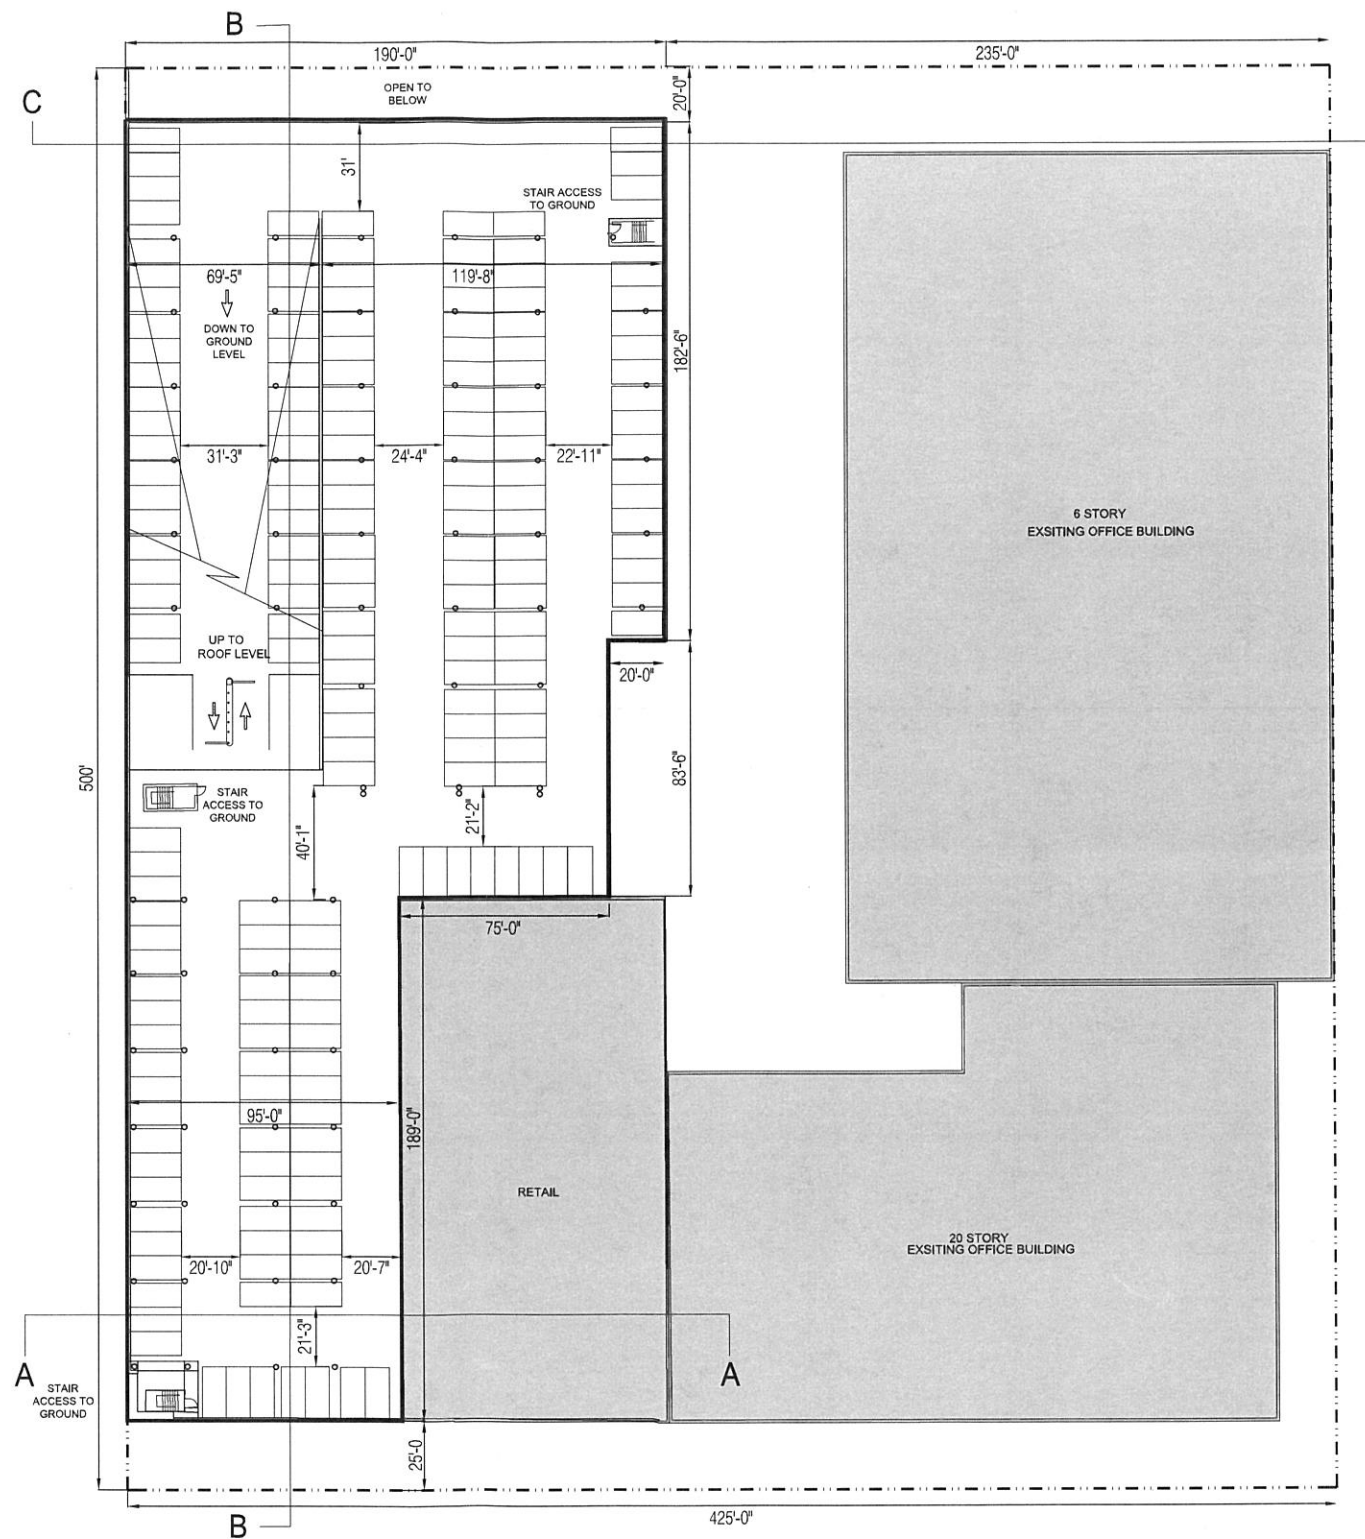 B
190'-0"
235'-0"
OPEN TO
BELOW
20'-0"
C
31'
STAIR ACCESS
TO GROUND
69'-5"
119'-8"
DOWN TO
GROUND
LEVEL
182'-6"
31'-3"
24'-4"
22'-11"
6 STORY
EXSITING OFFICE BUILDING
UP TO
ROOF LEVEL
20'-0"
500'
83'-6"
STAIR
ACCESS TO
GROUND
40'-1"
21'-2"
75'-0"
95'-0"
189'-0"
RETAIL
20 STORY
EXSITING OFFICE BUILDING
20'-10"
20'-7"
21'-3"
A
A
STAIR
ACCESS TO
GROUND
25'-0
B
425'-0"